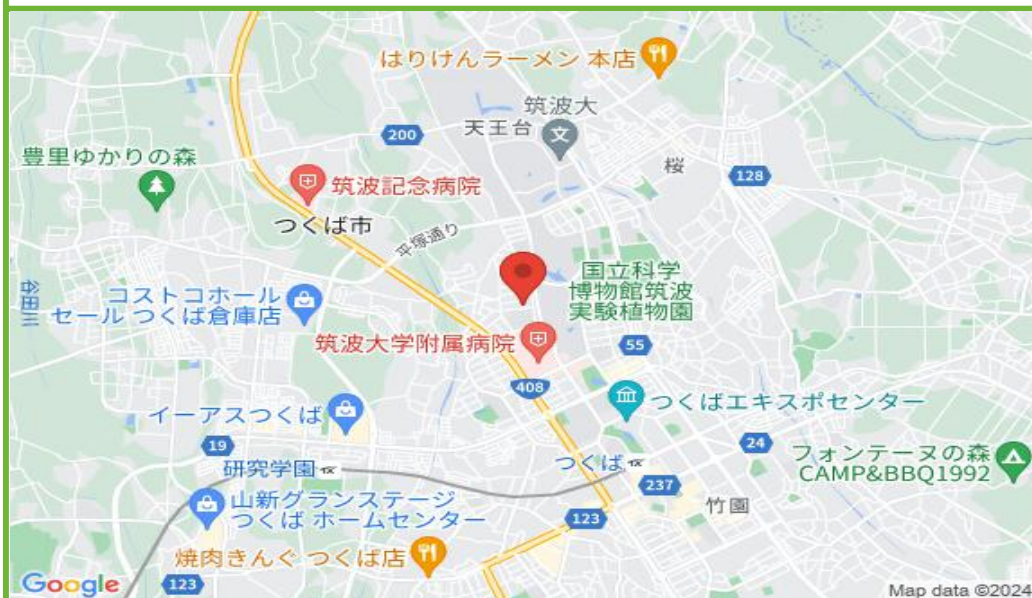 はりけんラーメン 本店
筑波大
天王台
文
200
豊里ゆかりの森
桜
128
筑波記念病院
つくば市
平塚通り
国立科学
博物館筑波
実験植物園
谷田川
コストコホール
セール つくば倉庫店
筑波大学附属病院
55
408
イーアスつくば
つくばエキスポセンター
19
24
研究学園
つくば
フォンテーヌの森
CAMP&BBQ1992
237
山新グランステージ
つくば ホームセンター
竹園
123
焼肉きんぐ つくば店
Google
123
Map data ©2024